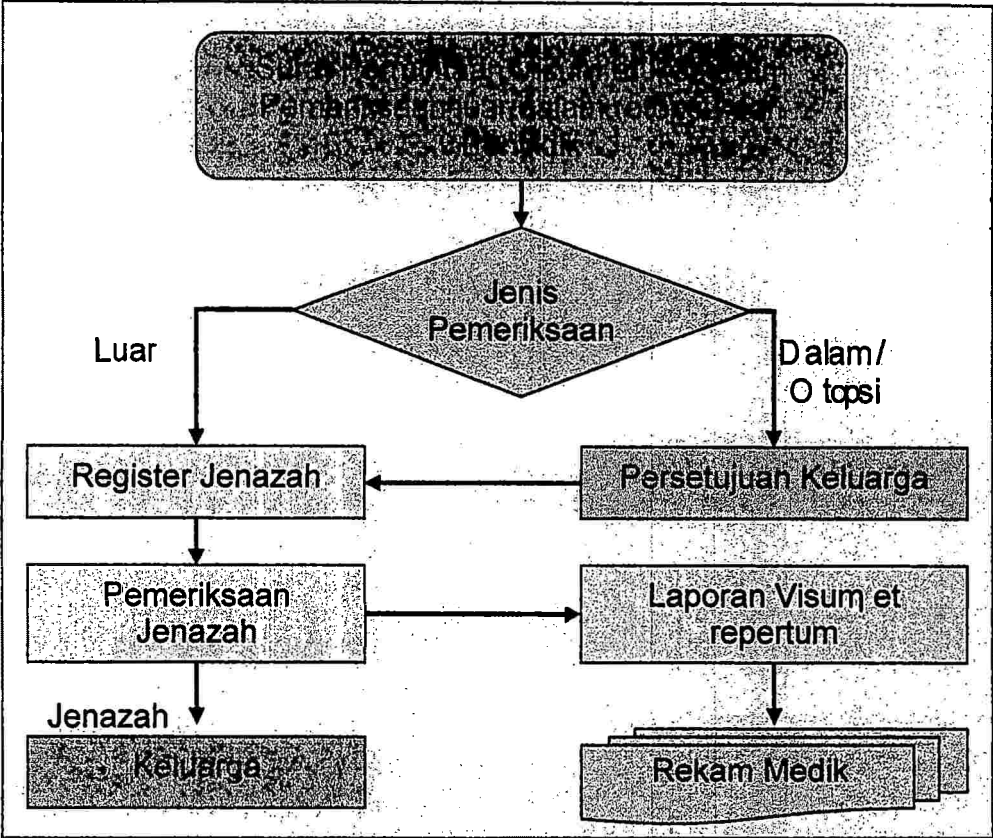 Jenis
Pemeriksaan
Luar
Dalam/
Otopsi
Register Jenazah
Persetujuan Keluarga
Pemeriksaan
Jenazah
Laporan Visum et
repertum
Jenazah
Keluarga
Rekam Medik